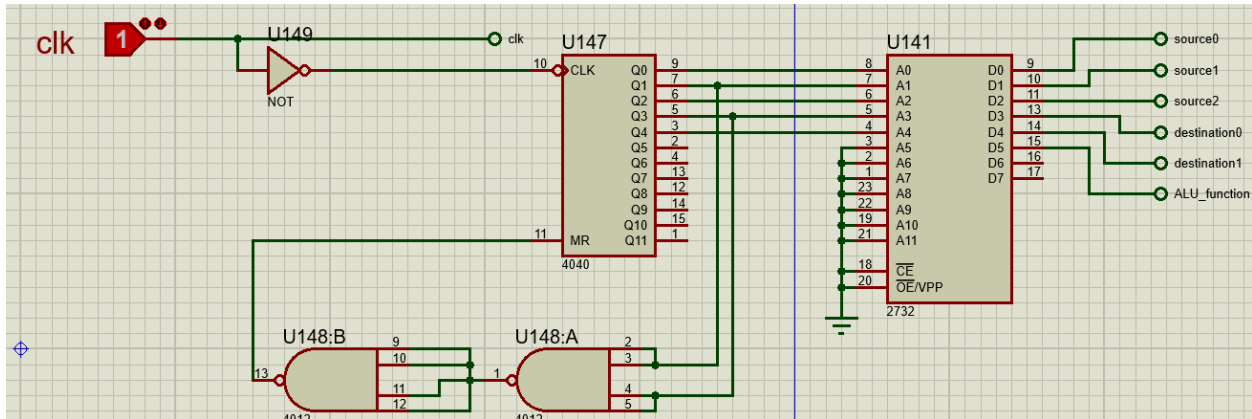 clk
1
U149
NOT
clk
U147
10
CLK
11
MR
Q0
9
Q1
7
Q2
6
Q3
5
Q4
3
Q5
2
Q6
4
Q7
13
Q8
12
Q9
14
Q10
15
Q11
1
4040
U141
8
A0
7
A1
6
A2
5
A3
4
A4
3
A5
2
A6
1
A7
23
A8
22
A9
19
A10
21
A11
18
CE
20
OE/VPP
D0
9
D1
10
D2
11
D3
13
D4
14
D5
15
D6
16
D7
17
2732
source0
source1
source2
destination0
destination1
ALU_function
U148:B
13
9
10
11
12
4012
U148:A
1
2
3
4
5
4012